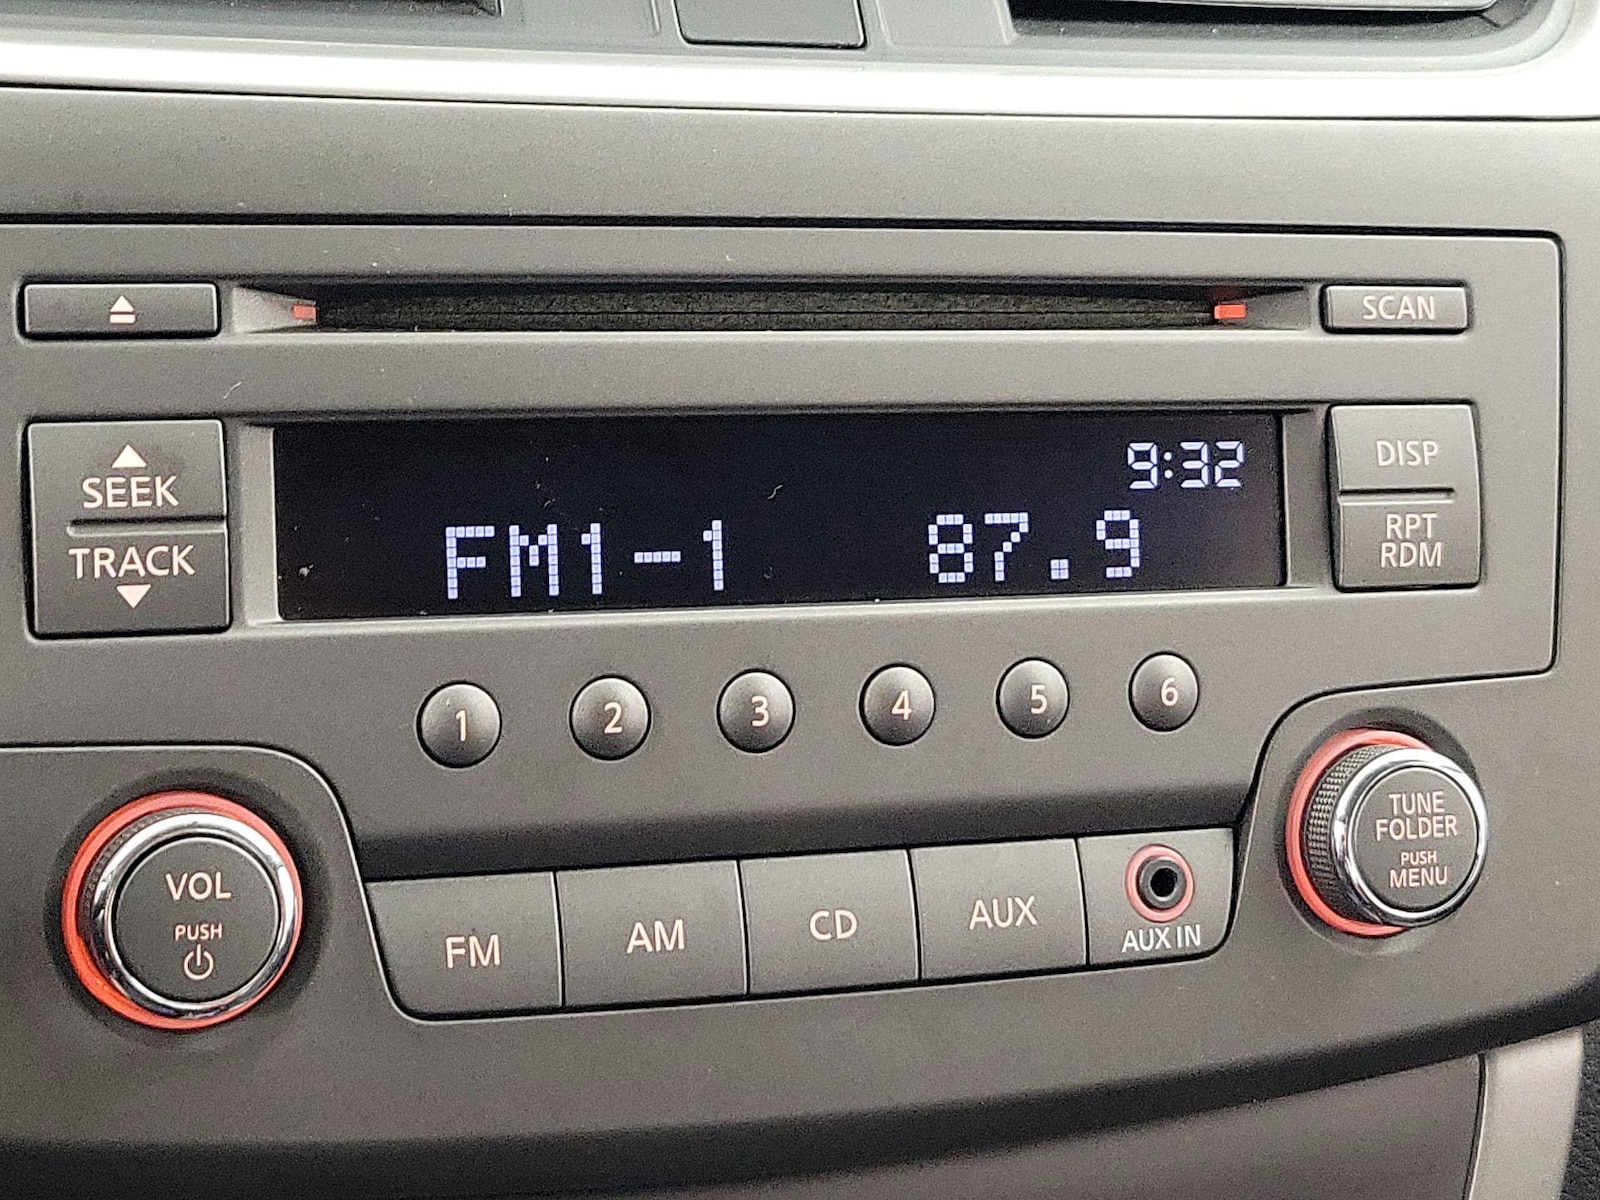 SCAN
SEEK
TRACK
9:32
FM1-1 87.9
DISP
RPT
RDM
1 2 3 4 5 6
VOL
PUSH
TUNE
FOLDER
PUSH
MENU
FM AM CD AUX
AUX IN